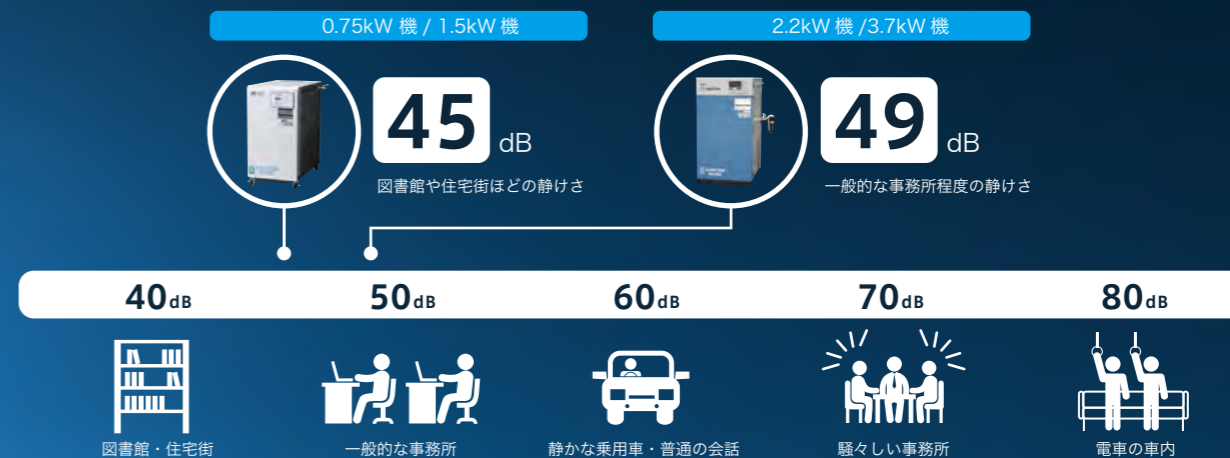 0.75kW 機 / 1.5kW 機
2.2kW 機 /3.7kW 機
45 dB
49 dB
図書館や住宅街ほどの静けさ
一般的な事務所程度の静けさ
40dB 50dB 60dB 70dB 80dB
図書館・住宅街
一般的な事務所
静かな乗用車・普通の会話
騒々しい事務所
電車の車内